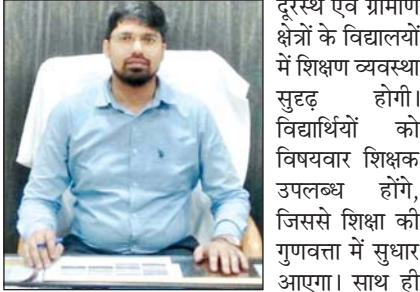 दूरस्थ एवं ग्रामीण
क्षेत्रों के विद्यालयों
में शिक्षण व्यवस्था
सुदृढ़ होगी।
विद्यार्थियों को
विषयवार शिक्षक
उपलब्ध होंगे,
जिससे शिक्षा की
गुणवत्ता में सुधार
आएगा। साथ ही